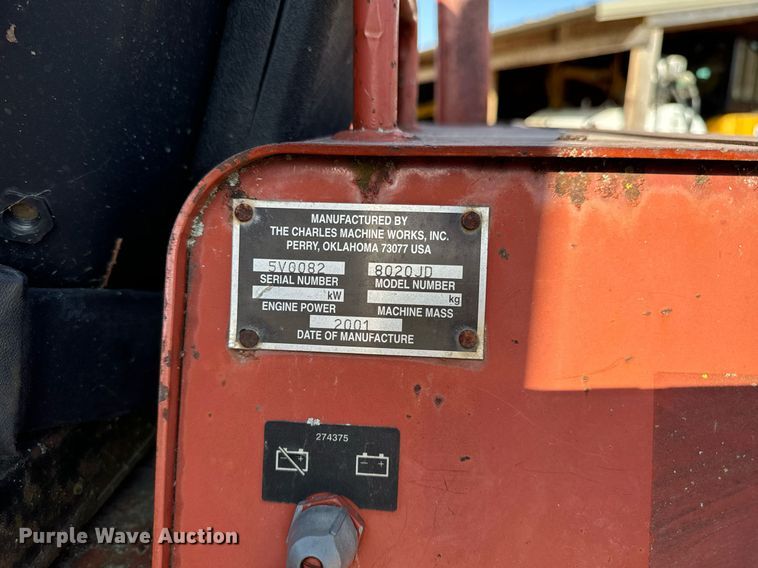 MANUFACTURED BY
THE CHARLES MACHINE WORKS, INC.
PERRY, OKLAHOMA 73077 USA
5V0082 8020JD
SERIAL NUMBER MODEL NUMBER
kW kg
ENGINE POWER MACHINE MASS
2001
DATE OF MANUFACTURE
274375
Purple Wave Auction